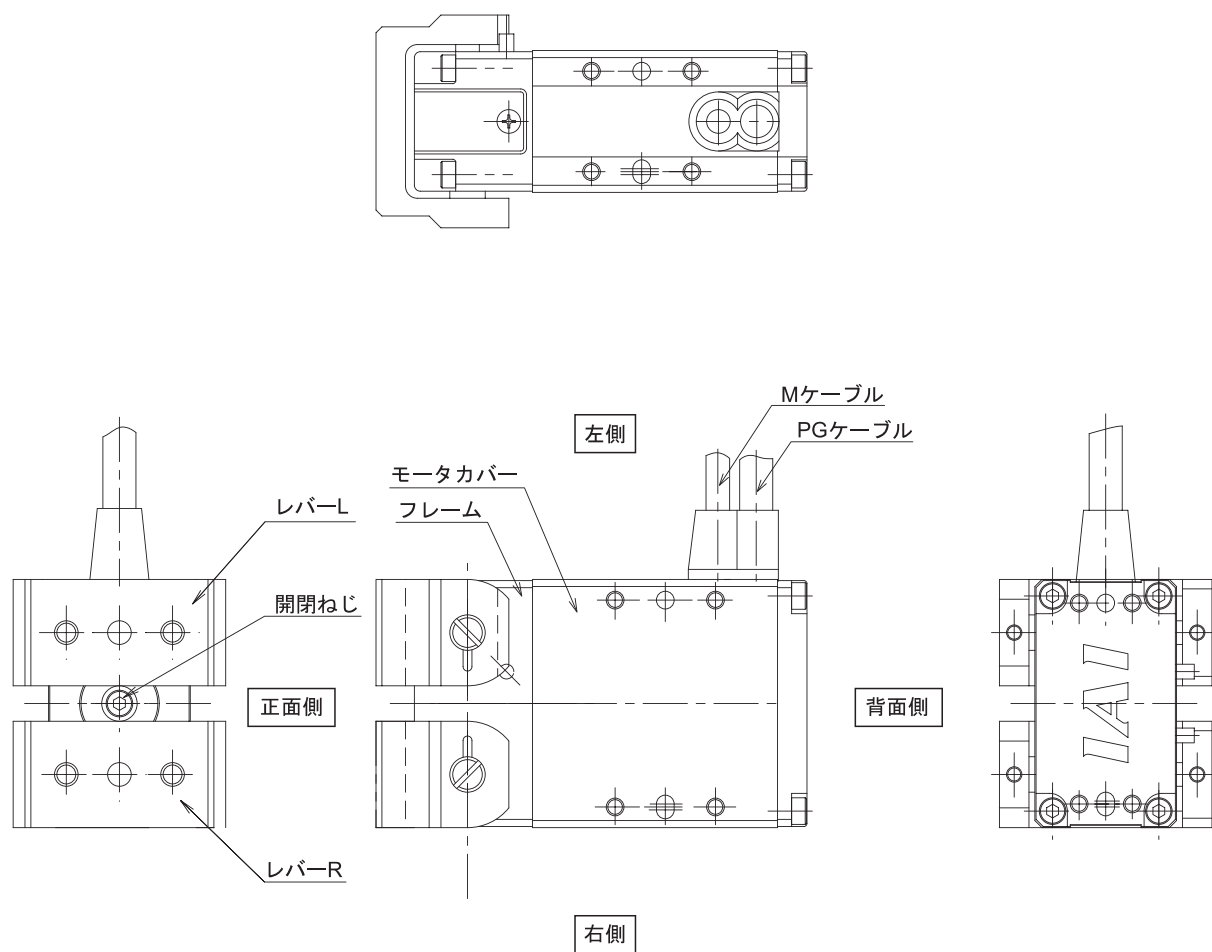 Mケーブル
左側
PGケーブル
モータカバー
レバーL
フレーム
開閉ねじ
正面側
背面側
IAI
レバーR
右側